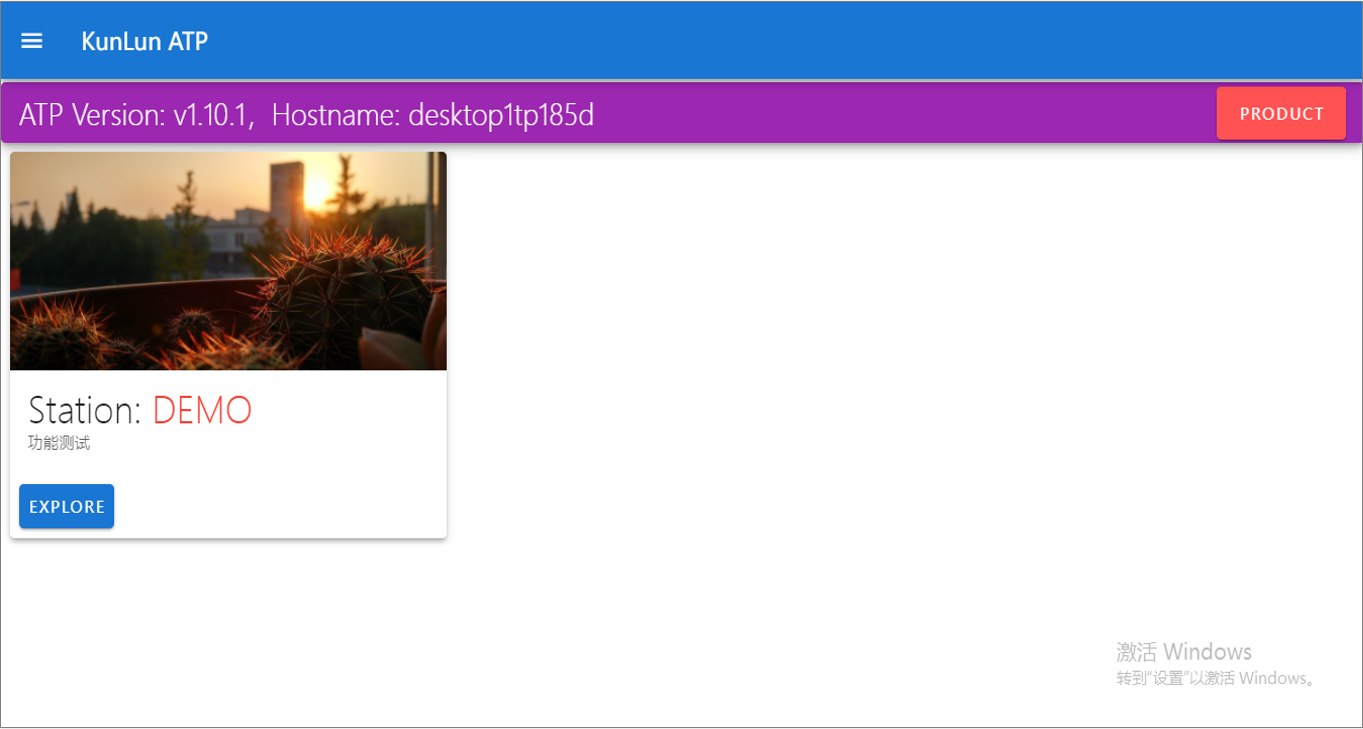 KunLun ATP
ATP Version: v1.10.1,  Hostname: desktop1tp185d
PRODUCT
Station: DEMO
功能测试
EXPLORE
激活 Windows
转到“设置”以激活 Windows。